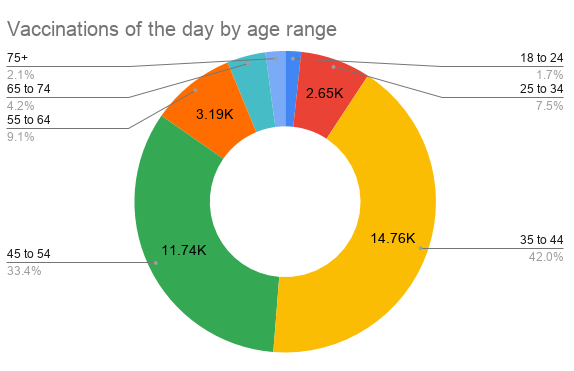 Vaccinations of the day by age range
75+
2.1%
65 to 74
4.2%
55 to 64
9.1%
45 to 54
33.4%
18 to 24
1.7%
25 to 34
7.5%
35 to 44
42.0%
2.65K
3.19K
14.76K
11.74K